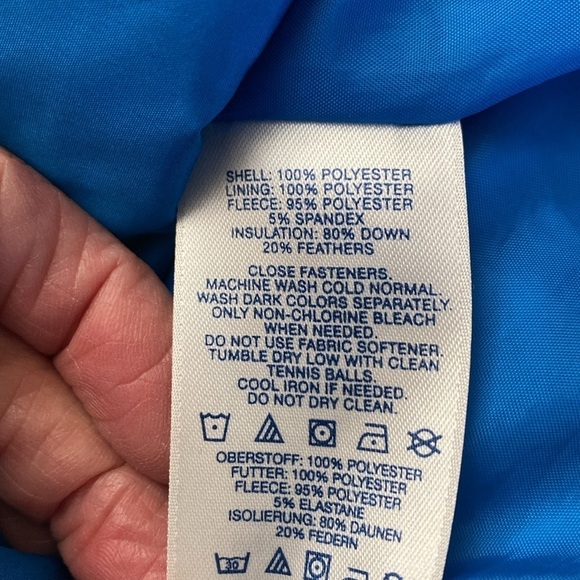 SHELL: 100% POLYESTER
LINING: 100% POLYESTER
FLEECE: 95% POLYESTER
5% SPANDEX
INSULATION: 80% DOWN
20% FEATHERS
CLOSE FASTENERS.
MACHINE WASH COLD NORMAL.
WASH DARK COLORS SEPARATELY.
ONLY NON-CHLORINE BLEACH
WHEN NEEDED.
DO NOT USE FABRIC SOFTENER.
TUMBLE DRY LOW WITH CLEAN
TENNIS BALLS.
COOL IRON IF NEEDED.
DO NOT DRY CLEAN.
OBERSTOFF: 100% POLYESTER
FUTTER: 100% POLYESTER
FLEECE: 95% POLYESTER
5% ELASTANE
ISOLIERUNG: 80% DAUNEN
20% FEDERN
30